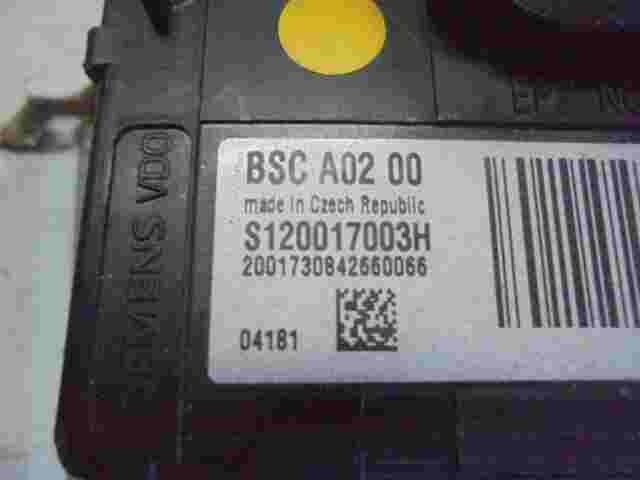 BSC A02 00
made in Czech Republic
S120017003H
2001730842660066
04181
SIEMENS VDO